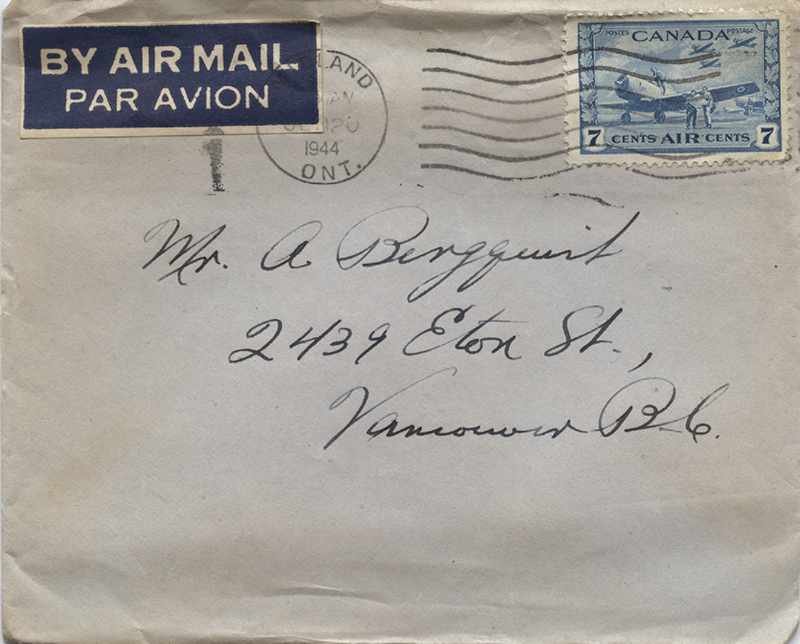 BY AIR MAIL
PAR AVION
1944
ONT.
POSTES CANADA POSTAGE
7 CENTS AIR CENTS 7
Mr. A Bergquist
2439 Eton St.,
Vancouver B.C.